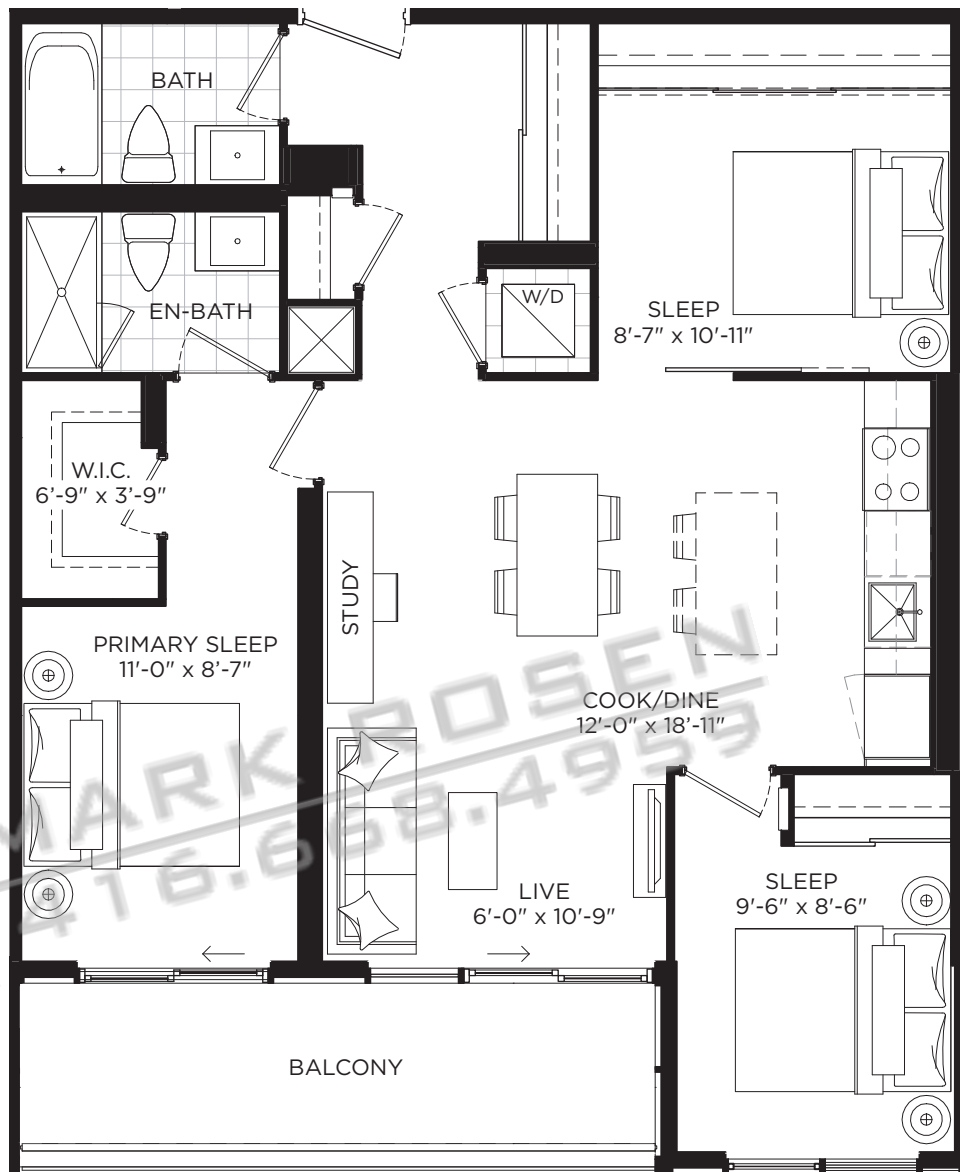 BATH
EN-BATH
W/D
SLEEP
8'-7" x 10'-11"
W.I.C.
6'-9" x 3'-9"
STUDY
PRIMARY SLEEP
11'-0" x 8'-7"
COOK/DINE
12'-0" x 18'-11"
MARK ROSEN
416.668.4959
LIVE
6'-0" x 10'-9"
SLEEP
9'-6" x 8'-6"
BALCONY